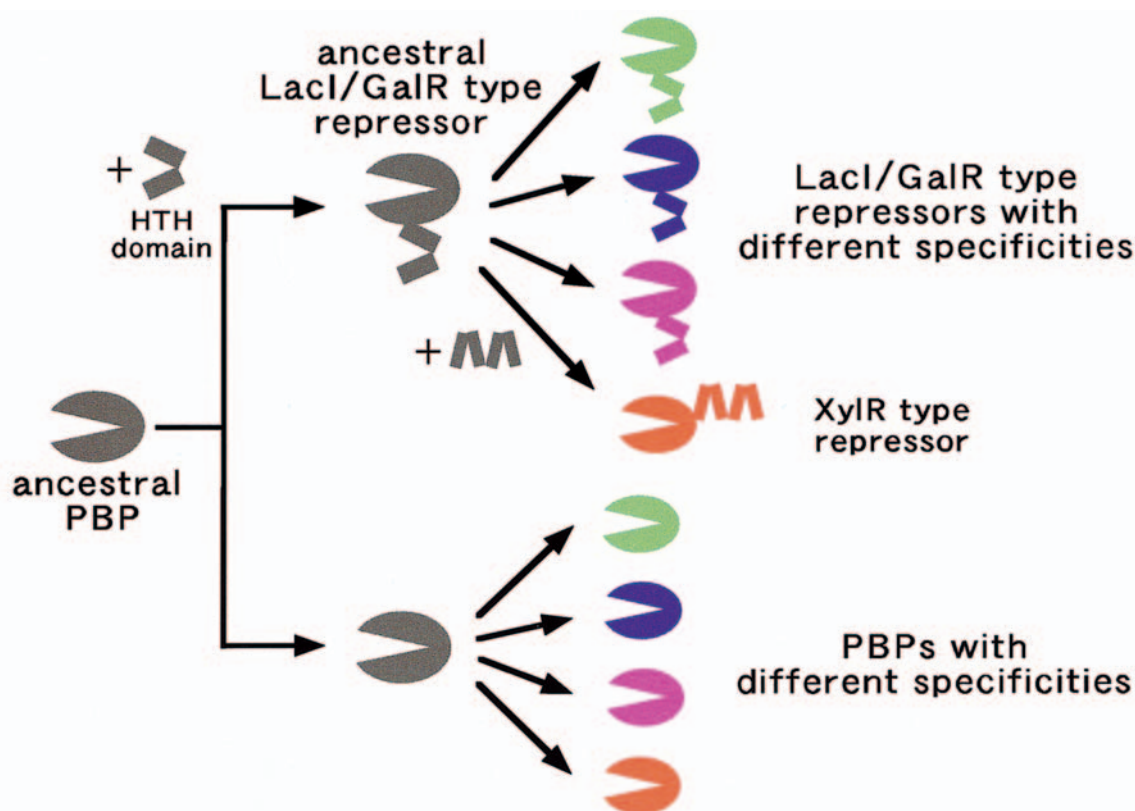 ancestral
LacI/GalR type
repressor
+
HTH
domain
LacI/GalR type
repressors with
different specificities
+
XylR type
repressor
ancestral
PBP
PBPs with
different specificities